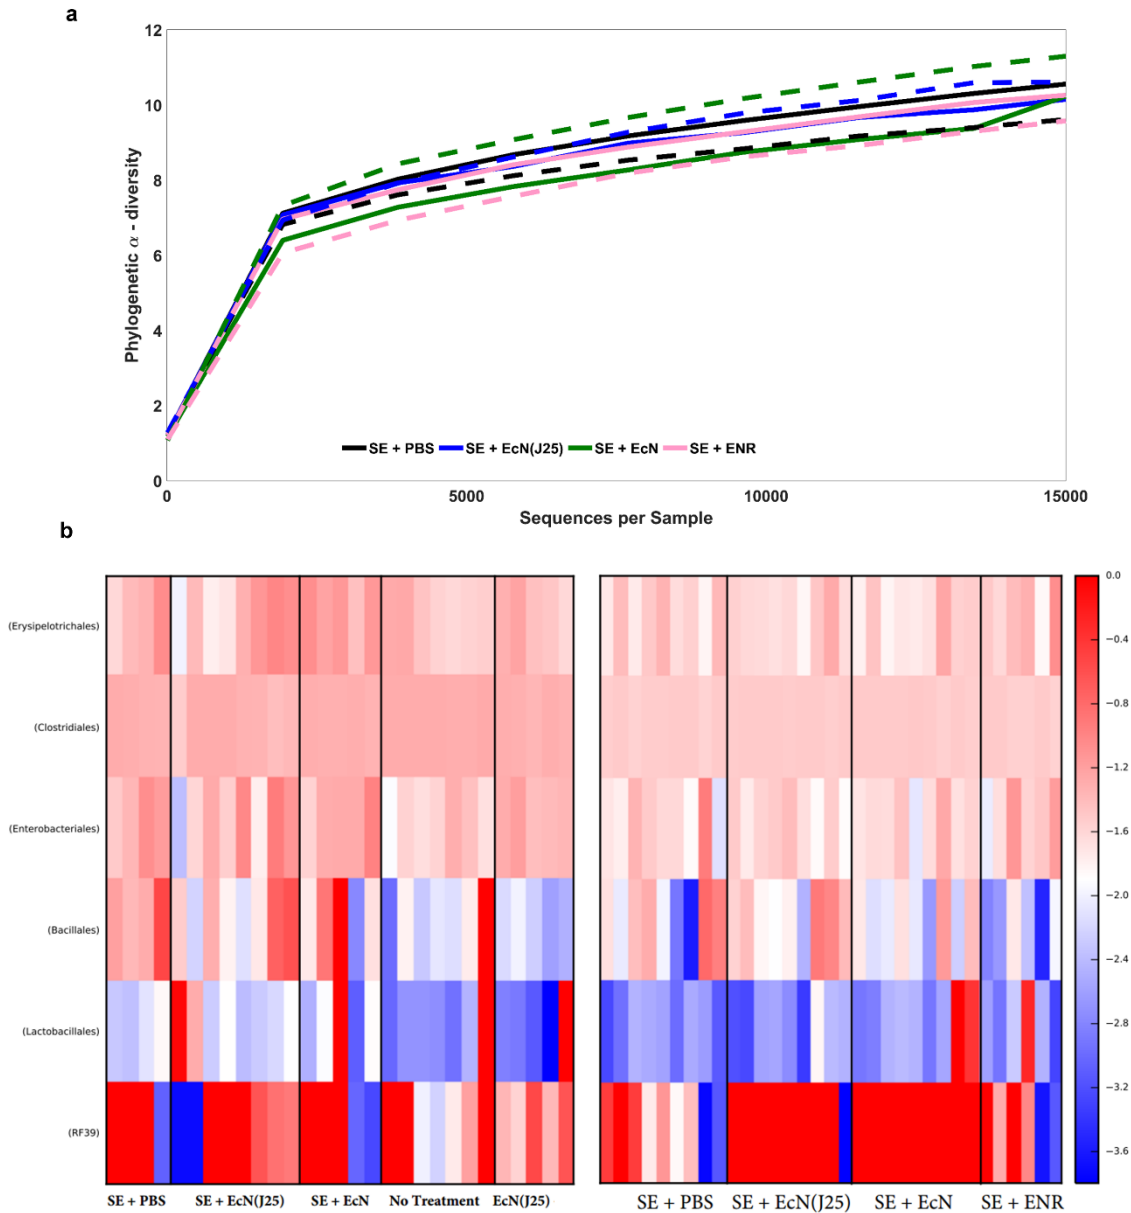 a
12
10
8
6
4
2
0
Phylogenetic α - diversity
SE + PBS SE + EcN(J25) SE + EcN SE + ENR
0 5000 10000 15000
Sequences per Sample
b
(Erysipelotrichales)
(Clostridiales)
(Enterobacteriales)
(Bacillales)
(Lactobacillales)
(RF39)
0.0
−0.4
−0.8
−1.2
−1.6
−2.0
−2.4
−2.8
−3.2
−3.6
SE + PBS SE + EcN(J25) SE + EcN No Treatment EcN(J25)
SE + PBS SE + EcN(J25) SE + EcN SE + ENR